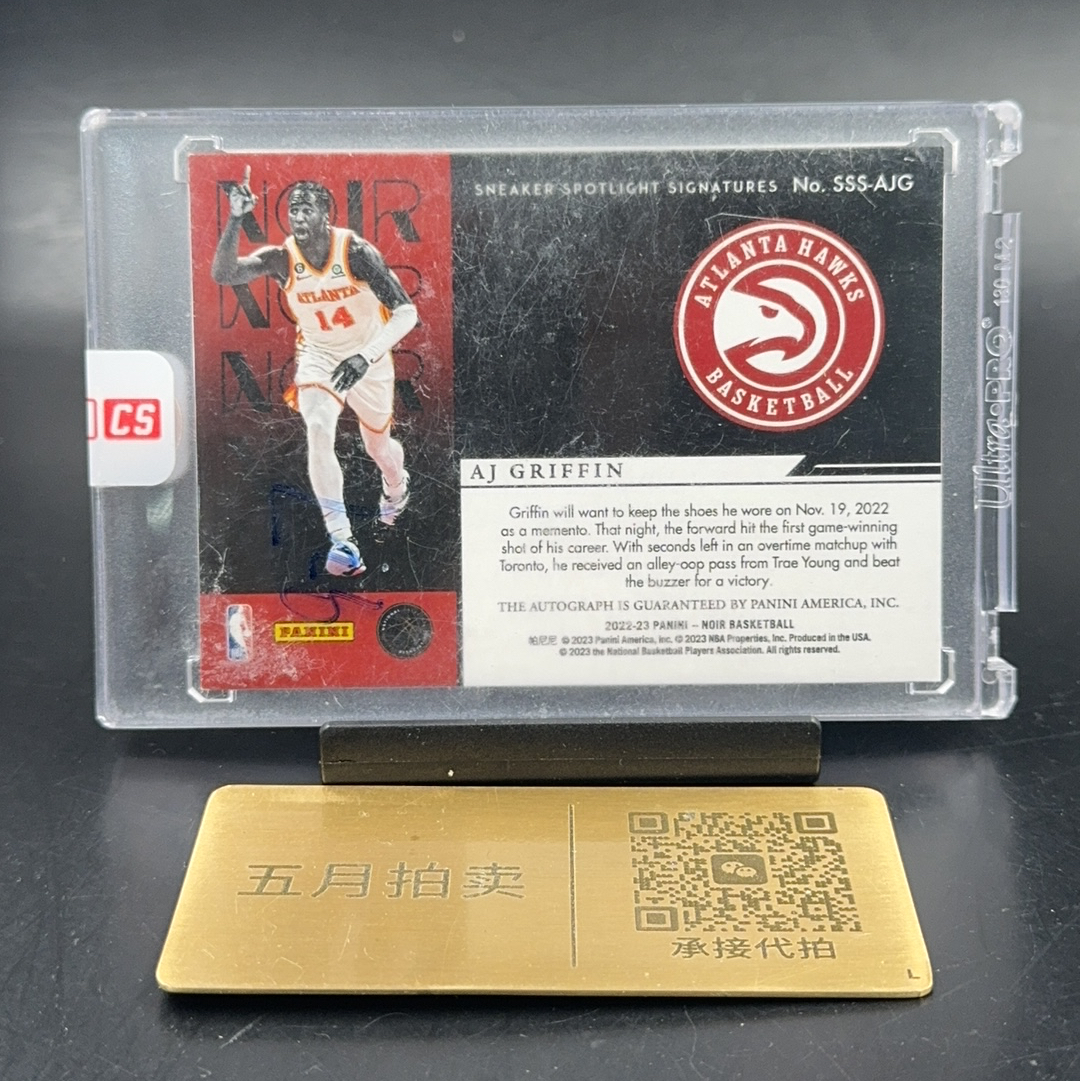 NOIR
NOIR
NOIR
SNEAKER SPOTLIGHT SIGNATURES No. SSS-AJG
ATLANTA
14
ATLANTA HAWKS
BASKETBALL
CS
UltraPRO® 130 M2
AJ GRIFFIN
Griffin will want to keep the shoes he wore on Nov. 19, 2022
as a memento. That night, the forward hit the first game-winning
shot of his career. With seconds left in an overtime matchup with
Toronto, he received an alley-oop pass from Trae Young and beat
the buzzer for a victory.
THE AUTOGRAPH IS GUARANTEED BY PANINI AMERICA, INC.
2022-23 PANINI – NOIR BASKETBALL
帕尼尼 © 2023 Panini America, Inc. © 2023 NBA Properties, Inc. Produced in the USA.
© 2023 the National Basketball Players Association. All rights reserved.
PANINI
五月拍卖
承接代拍